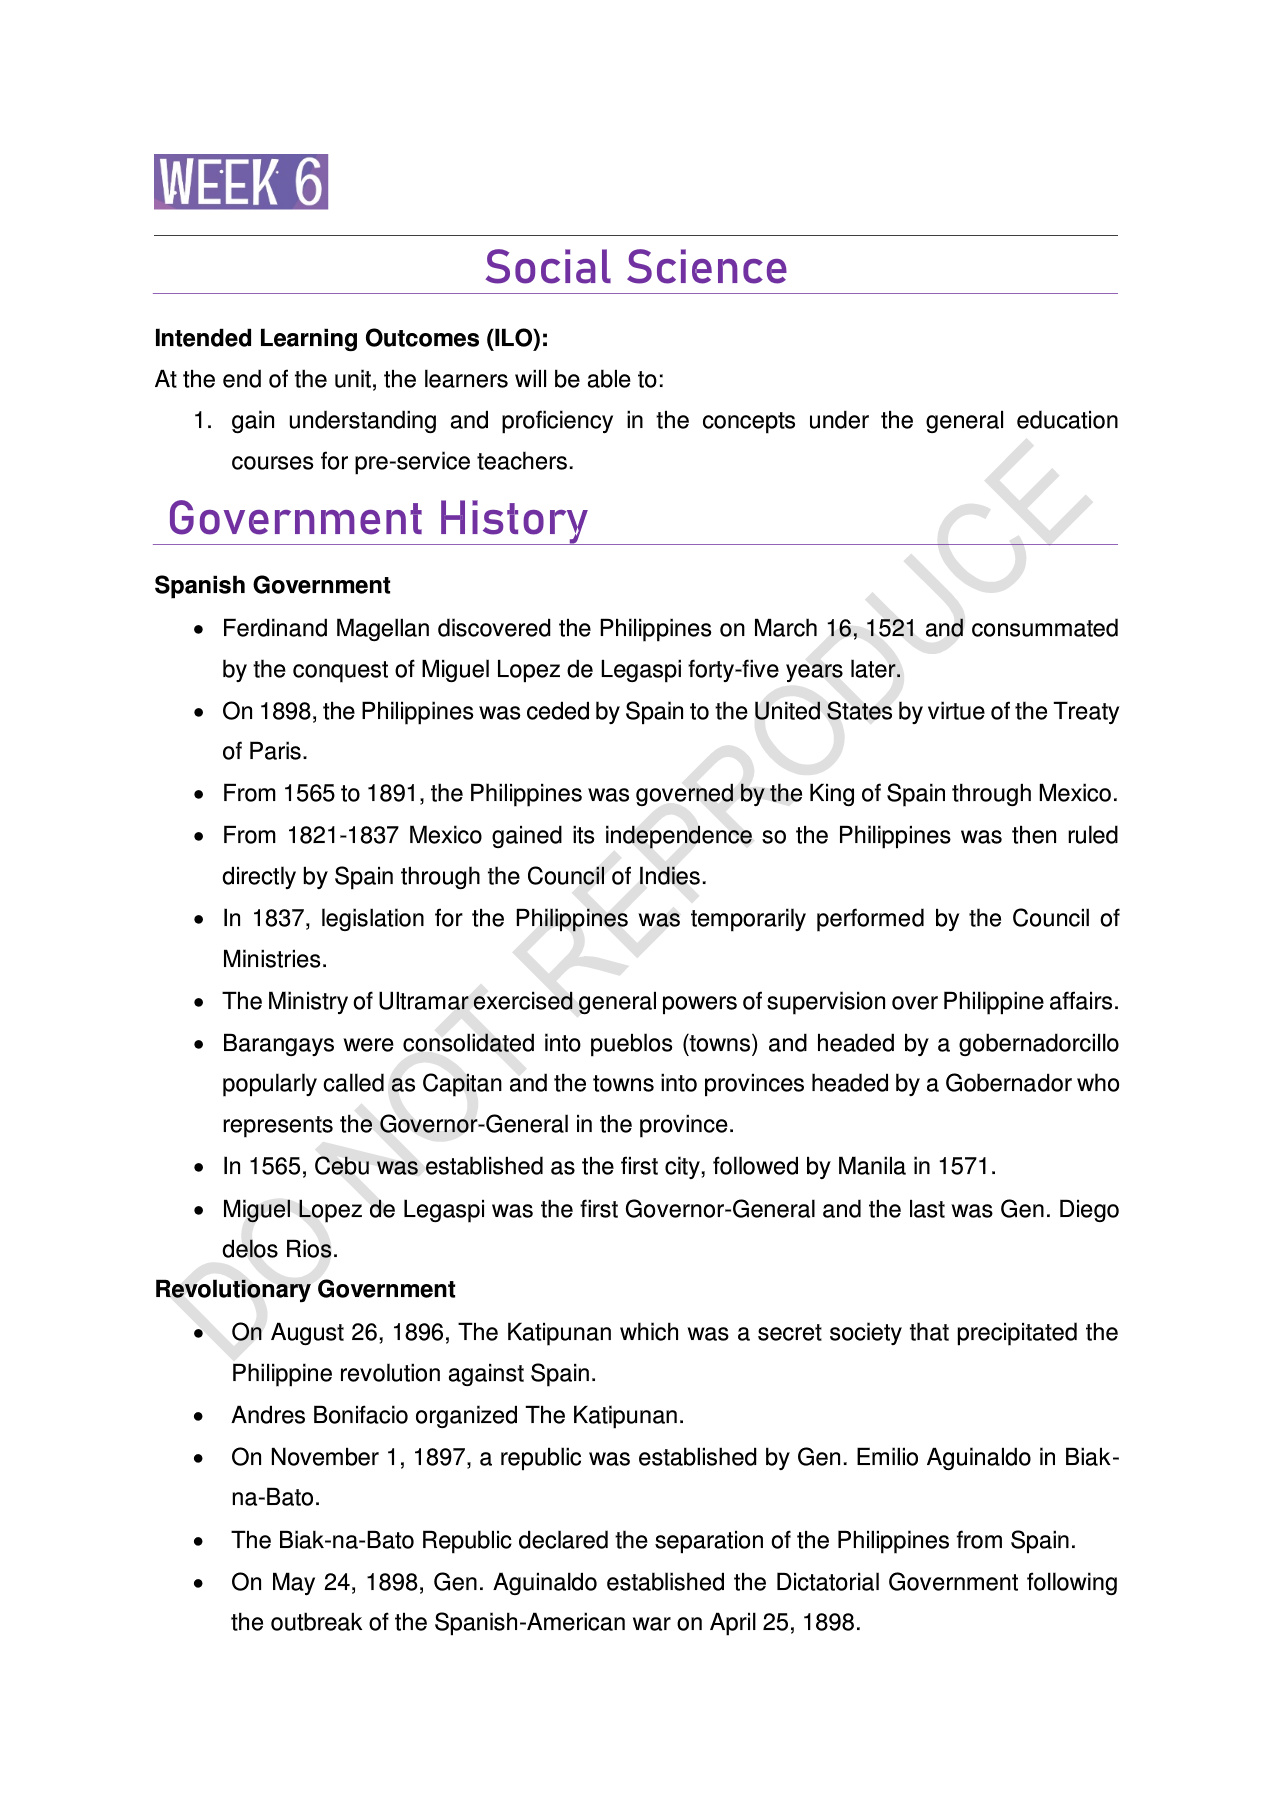 WEEK 6
Social Science
Intended Learning Outcomes (ILO):
At the end of the unit, the learners will be able to:
1. gain understanding and proficiency in the concepts under the general education
courses for pre-service teachers.
Government History
Spanish Government
• Ferdinand Magellan discovered the Philippines on March 16, 1521 and consummated
by the conquest of Miguel Lopez de Legaspi forty-five years later.
• On 1898, the Philippines was ceded by Spain to the United States by virtue of the Treaty
of Paris.
• From 1565 to 1891, the Philippines was governed by the King of Spain through Mexico.
• From 1821-1837 Mexico gained its independence so the Philippines was then ruled
directly by Spain through the Council of Indies.
• In 1837, legislation for the Philippines was temporarily performed by the Council of
Ministries.
• The Ministry of Ultramar exercised general powers of supervision over Philippine affairs.
• Barangays were consolidated into pueblos (towns) and headed by a gobernadorcillo
popularly called as Capitan and the towns into provinces headed by a Gobernador who
represents the Governor-General in the province.
• In 1565, Cebu was established as the first city, followed by Manila in 1571.
• Miguel Lopez de Legaspi was the first Governor-General and the last was Gen. Diego
delos Rios.
Revolutionary Government
• On August 26, 1896, The Katipunan which was a secret society that precipitated the
Philippine revolution against Spain.
• Andres Bonifacio organized The Katipunan.
• On November 1, 1897, a republic was established by Gen. Emilio Aguinaldo in Biak-
na-Bato.
• The Biak-na-Bato Republic declared the separation of the Philippines from Spain.
• On May 24, 1898, Gen. Aguinaldo established the Dictatorial Government following
the outbreak of the Spanish-American war on April 25, 1898.
DO NOT REPRODUCE